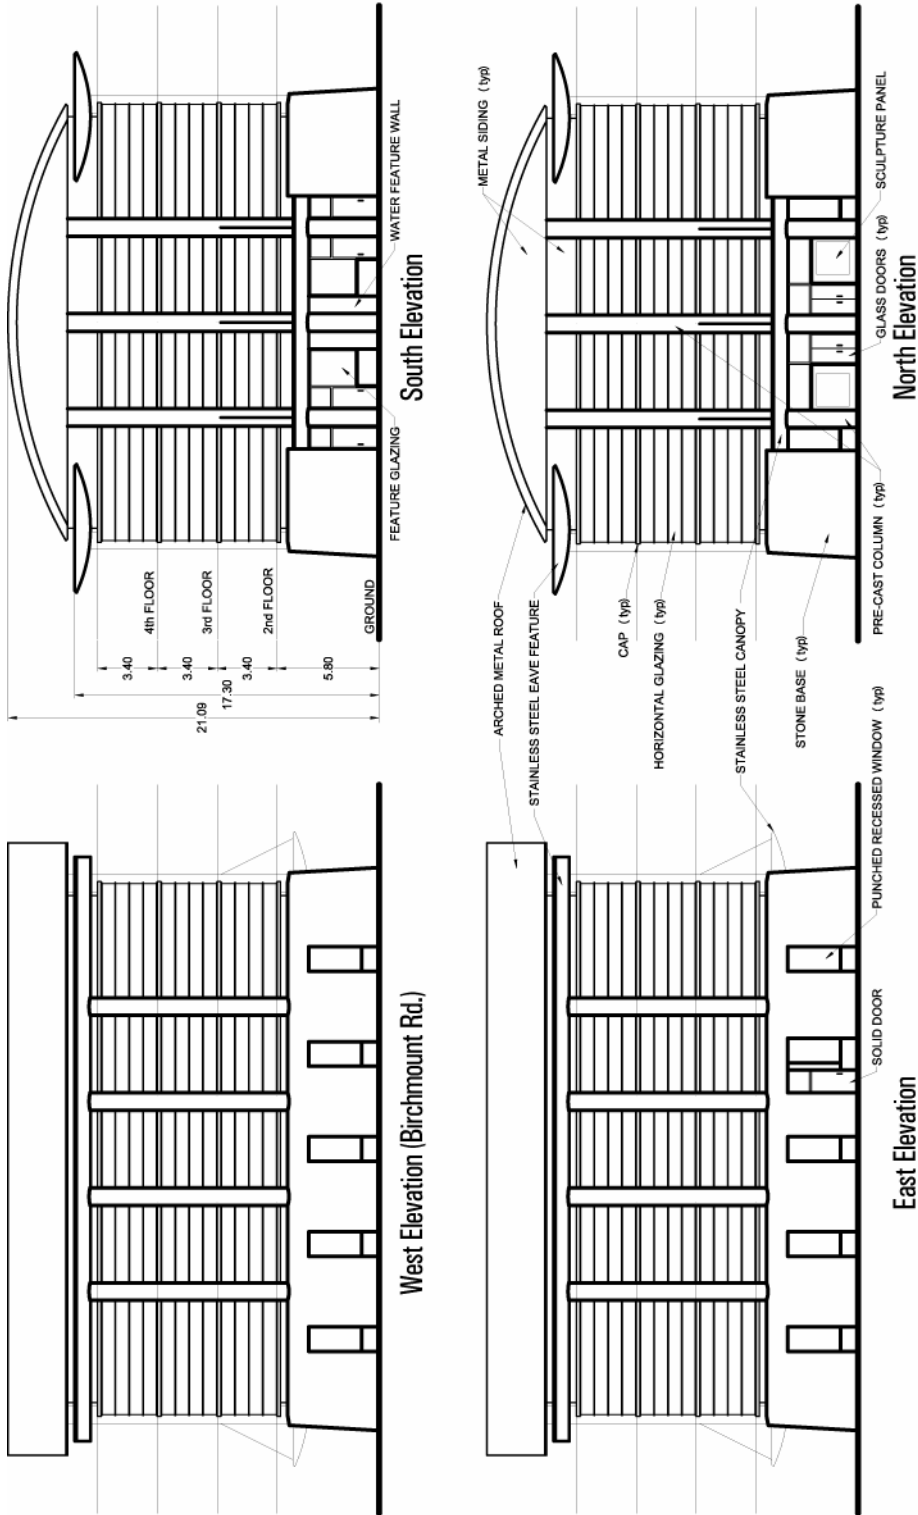 21.09
17.30
3.40
3.40
3.40
5.80
4th FLOOR
3rd FLOOR
2nd FLOOR
GROUND
FEATURE GLAZING
WATER FEATURE WALL
West Elevation (Birchmount Rd.)
South Elevation
ARCHED METAL ROOF
STAINLESS STEEL EAVE FEATURE
CAP (typ)
HORIZONTAL GLAZING (typ)
STAINLESS STEEL CANOPY
STONE BASE (typ)
METAL SIDING (typ)
SCULPTURE PANEL
GLASS DOORS (typ)
PRE-CAST COLUMN (typ)
PUNCHED RECESSED WINDOW (typ)
SOLID DOOR
East Elevation
North Elevation